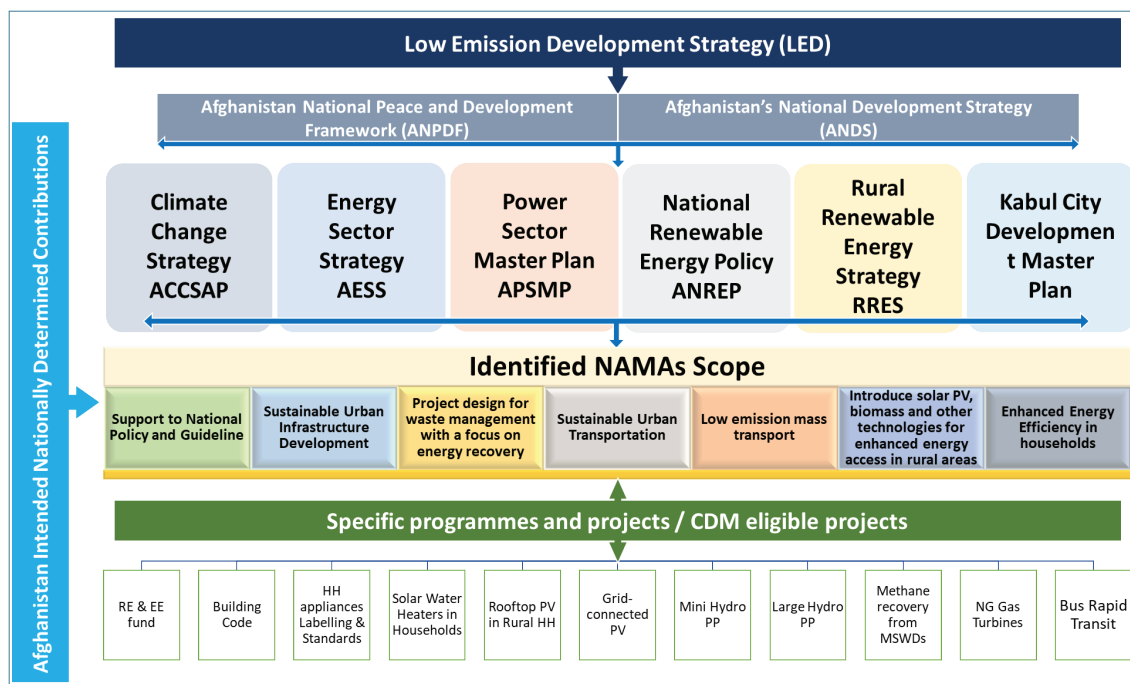 Low Emission Development Strategy (LED)
Afghanistan National Peace and Development
Framework (ANPDF)
Afghanistan's National Development Strategy
(ANDS)
Afghanistan Intended Nationally Determined Contributions
Climate
Change
Strategy
ACCSAP
Energy
Sector
Strategy
AESS
Power
Sector
Master Plan
APSMP
National
Renewable
Energy Policy
ANREP
Rural
Renewable
Energy
Strategy
RRES
Kabul City
Developmen
t Master
Plan
Identified NAMAs Scope
Support to National
Policy and Guideline
Sustainable Urban
Infrastructure
Development
Project design for
waste management
with a focus on
energy recovery
Sustainable Urban
Transportation
Low emission mass
transport
Introduce solar PV,
biomass and other
technologies for
enhanced energy
access in rural areas
Enhanced Energy
Efficiency in
households
Specific programmes and projects / CDM eligible projects
RE & EE
fund
Building
Code
HH
appliances
Labelling &
Standards
Solar Water
Heaters in
Households
Rooftop PV
in Rural HH
Grid-
connected
PV
Mini Hydro
PP
Large Hydro
PP
Methane
recovery
from
MSWDs
NG Gas
Turbines
Bus Rapid
Transit